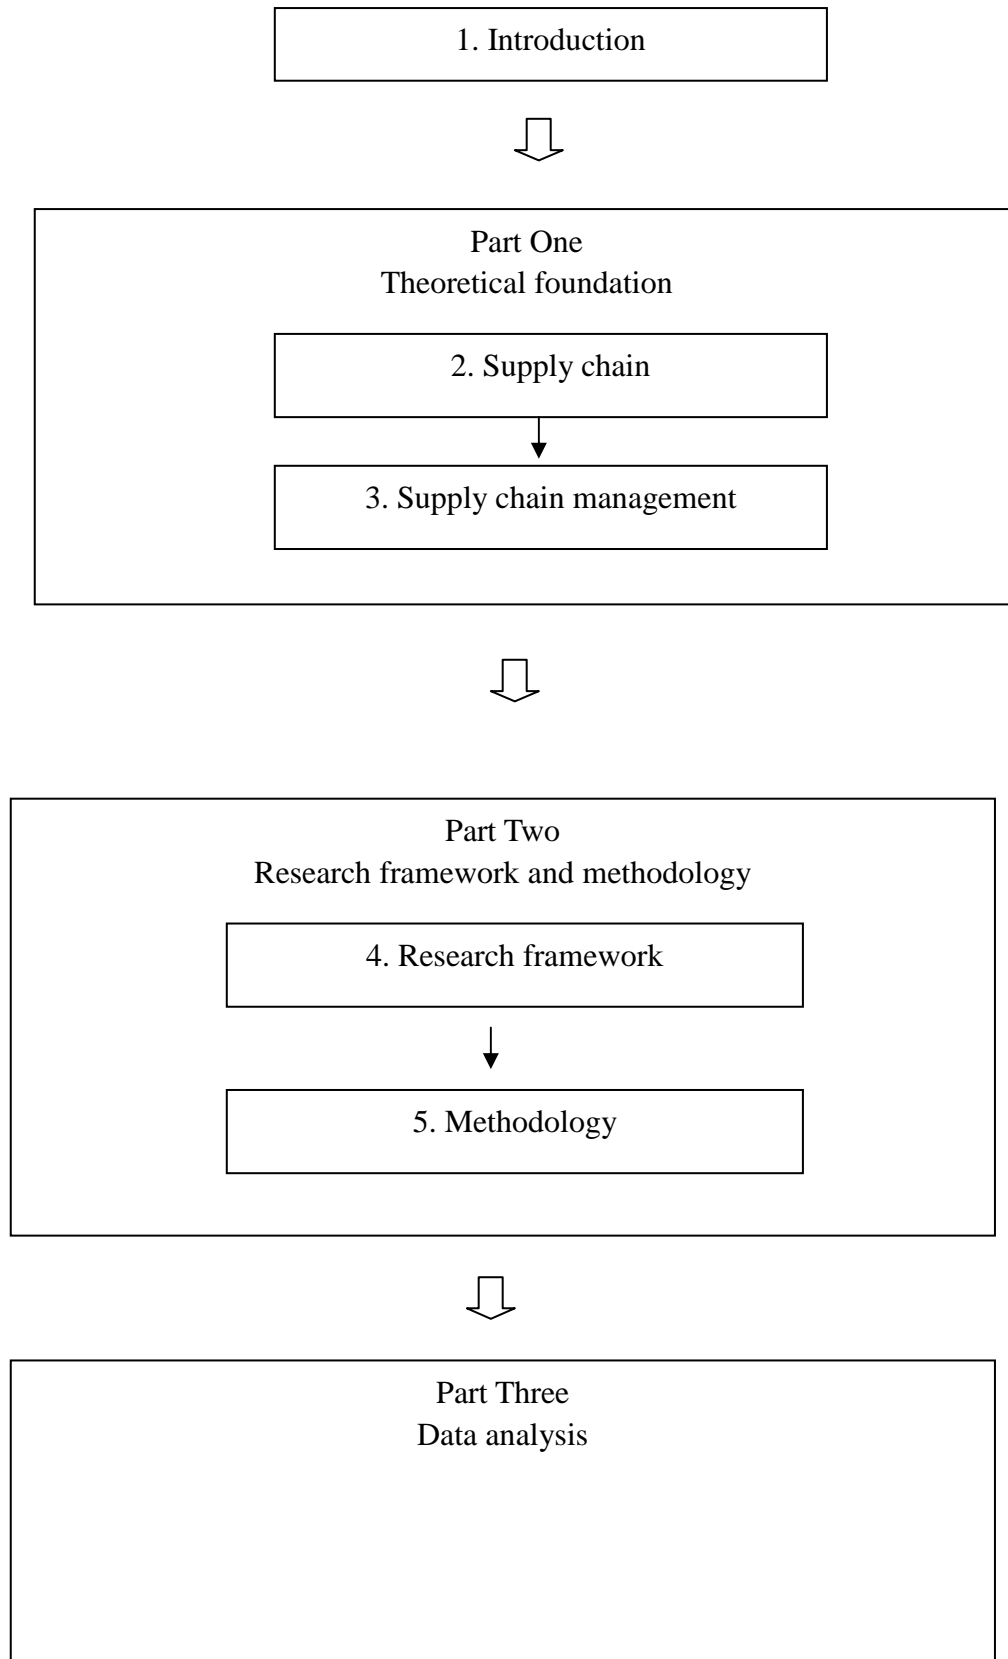 1. Introduction
Part One
Theoretical foundation
2. Supply chain
3. Supply chain management
Part Two
Research framework and methodology
4. Research framework
5. Methodology
Part Three
Data analysis